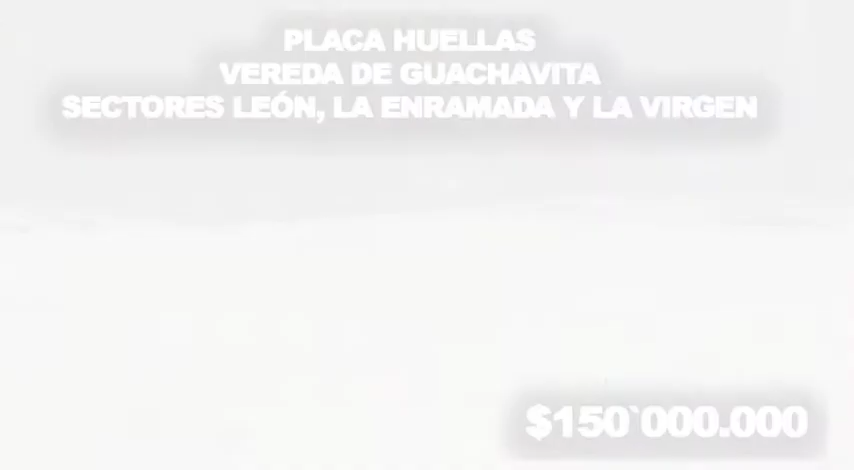 PLACA HUELLAS
VEREDA DE GUACHAVITA
SECTORES LEÓN, LA ENRAMADA Y LA VIRGEN
$150`000.000